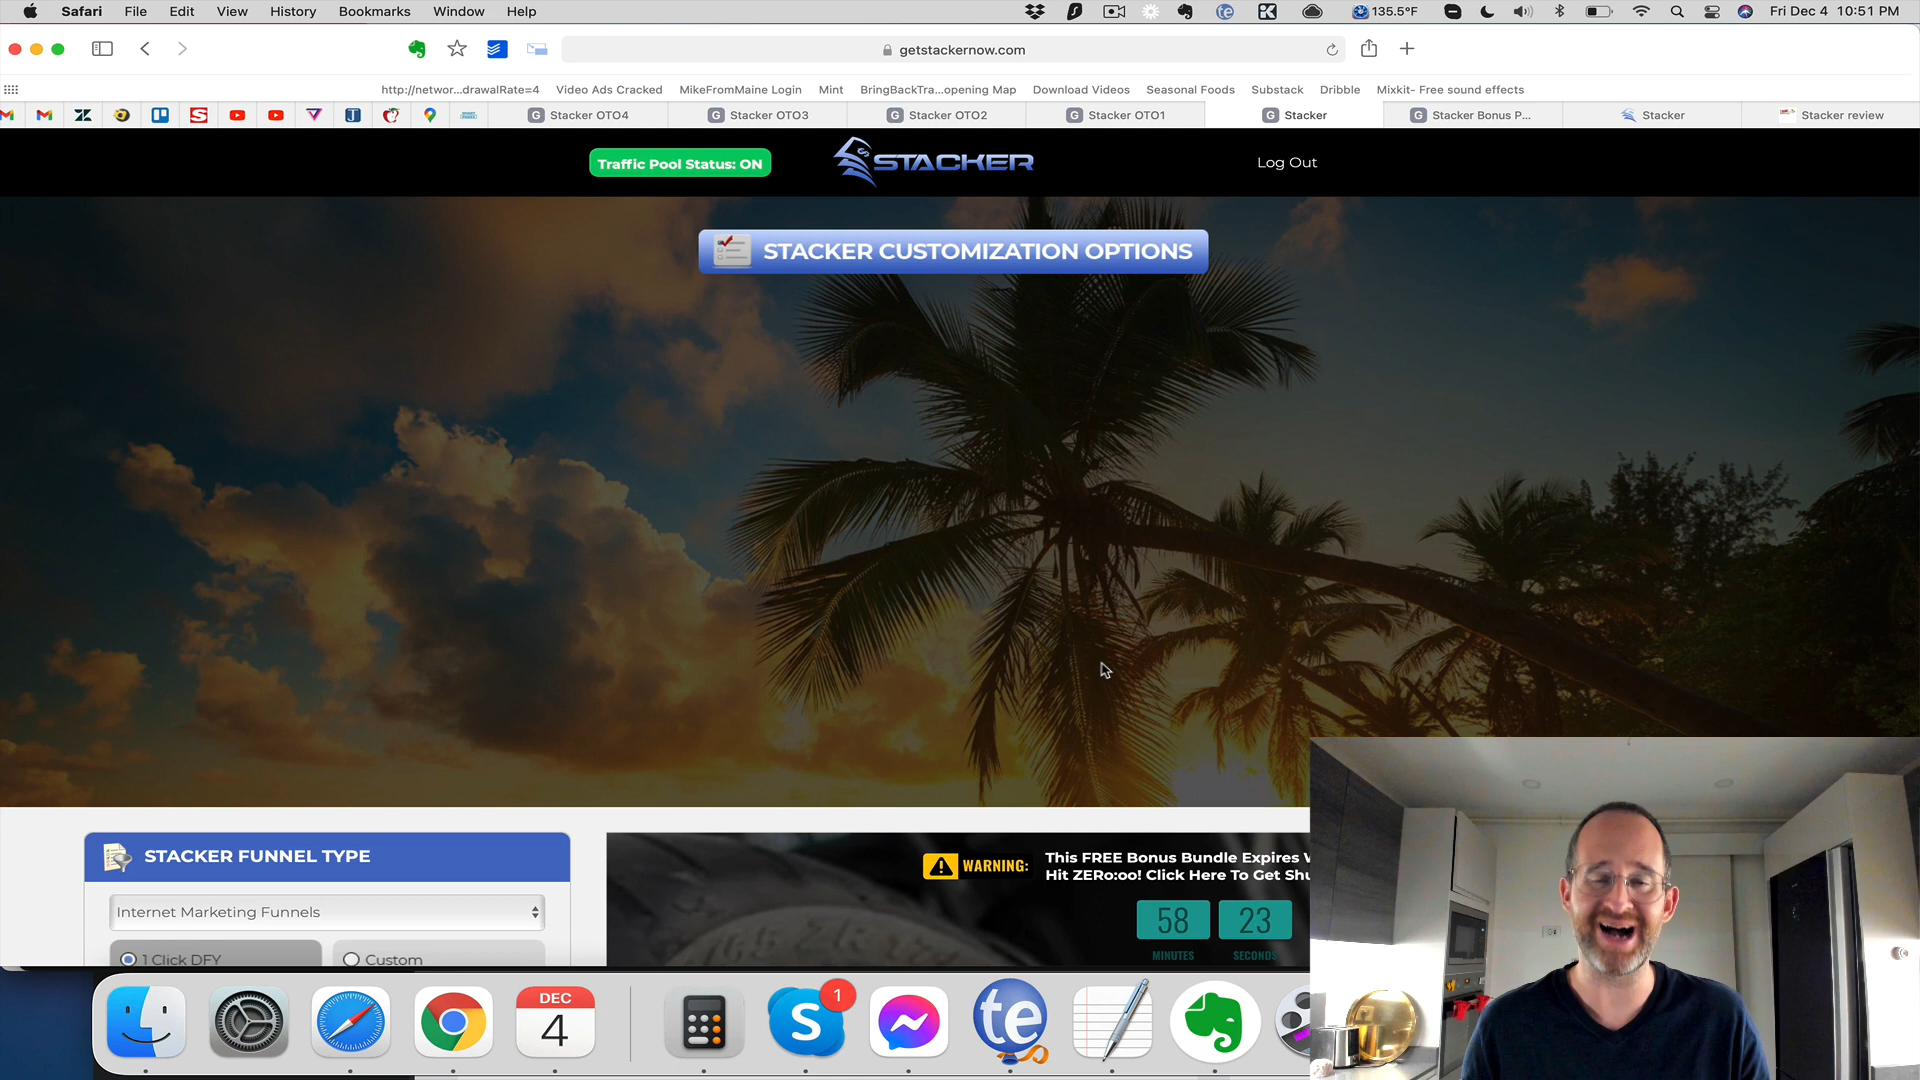 Safari File Edit View History Bookmarks Window Help 135.5°F Fri Dec 4 10:51 PM
getstackernow.com
http://networ...drawalRate=4 Video Ads Cracked MikeFromMaine Login Mint BringBackTra...opening Map Download Videos Seasonal Foods Substack Dribble Mixkit- Free sound effects
Stacker OTO4 Stacker OTO3 Stacker OTO2 Stacker OTO1 Stacker Stacker Bonus P... Stacker Stacker review
Traffic Pool Status: ON STACKER Log Out
STACKER CUSTOMIZATION OPTIONS
STACKER FUNNEL TYPE
Internet Marketing Funnels
1 Click DFY Custom
WARNING: This FREE Bonus Bundle Expires
Hit ZERo:oo! Click Here To Get
58 23
MINUTES SECONDS
DEC
4
1
S
te